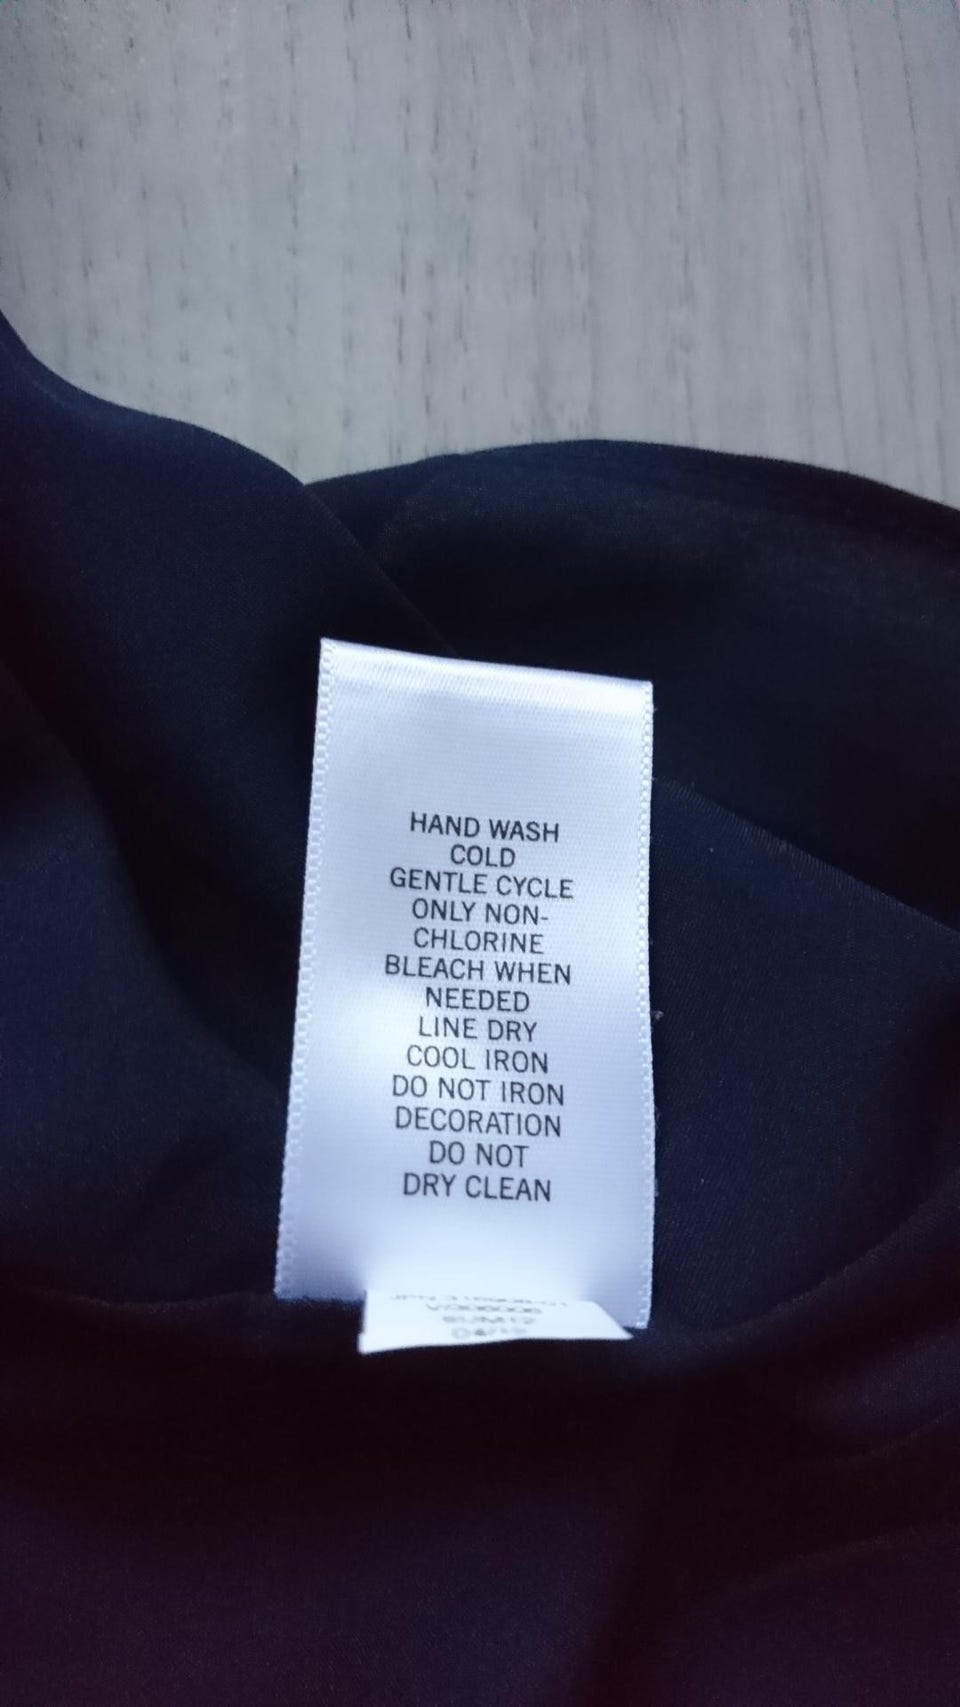 HAND WASH
COLD
GENTLE CYCLE
ONLY NON-
CHLORINE
BLEACH WHEN
NEEDED
LINE DRY
COOL IRON
DO NOT IRON
DECORATION
DO NOT
DRY CLEAN